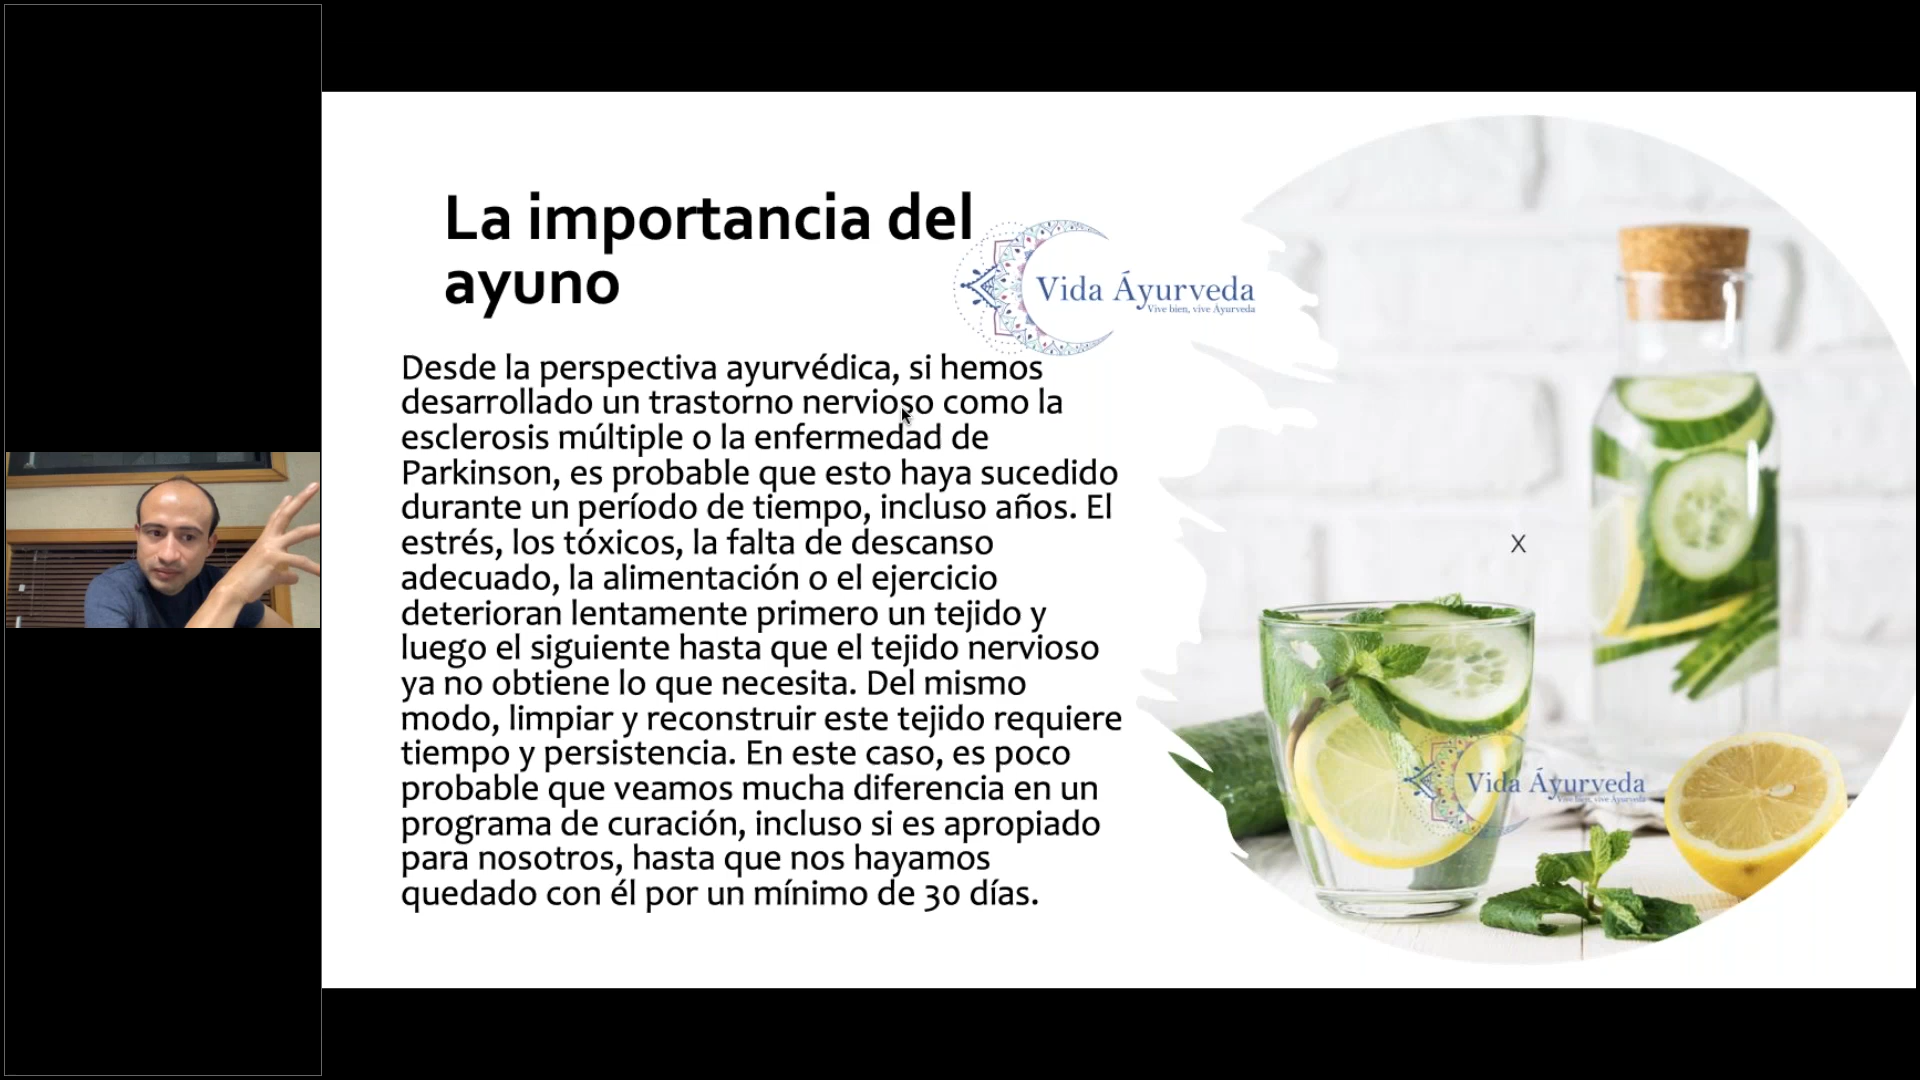 La importancia del
ayuno
Vida Áyurveda
Vive bien, vive Ayurveda
Desde la perspectiva ayurvédica, si hemos
desarrollado un trastorno nervioso como la
esclerosis múltiple o la enfermedad de
Parkinson, es probable que esto haya sucedido
durante un período de tiempo, incluso años. El
estrés, los tóxicos, la falta de descanso
adecuado, la alimentación o el ejercicio
deterioran lentamente primero un tejido y
luego el siguiente hasta que el tejido nervioso
ya no obtiene lo que necesita. Del mismo
modo, limpiar y reconstruir este tejido requiere
tiempo y persistencia. En este caso, es poco
probable que veamos mucha diferencia en un
programa de curación, incluso si es apropiado
para nosotros, hasta que nos hayamos
quedado con él por un mínimo de 30 días.
X
Vida Áyurveda
Vive bien, vive Ayurveda